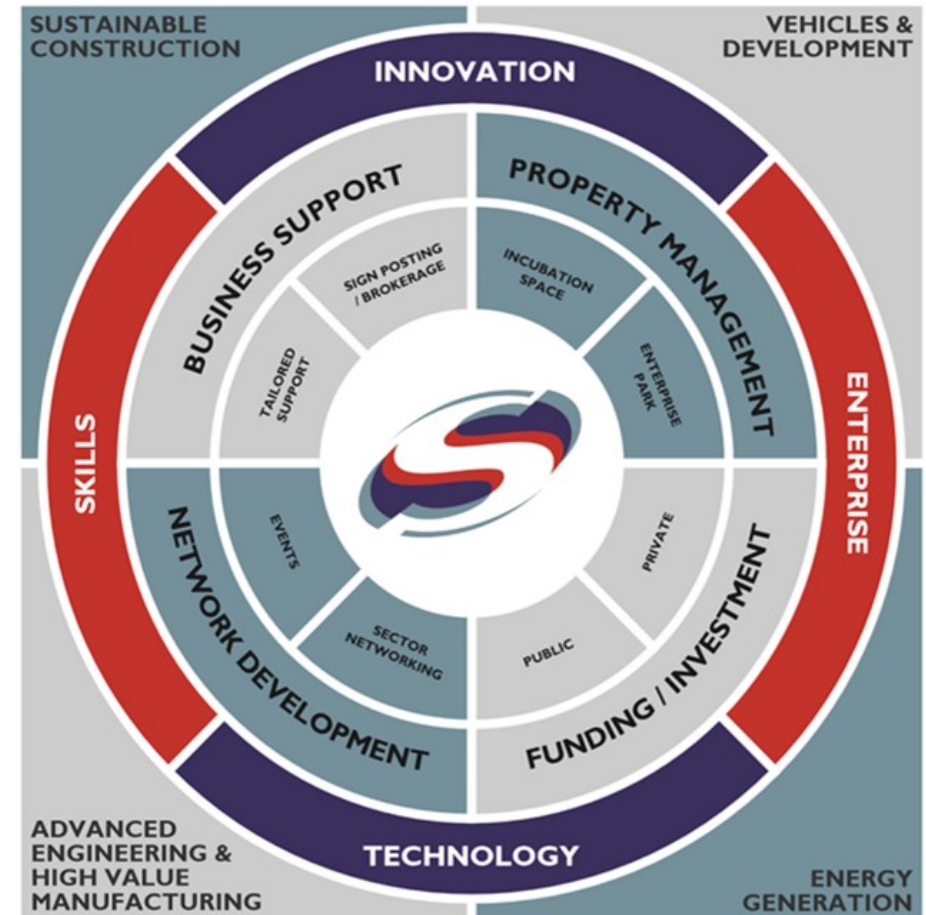 SUSTAINABLE
CONSTRUCTION
VEHICLES &
DEVELOPMENT
INNOVATION
BUSINESS SUPPORT
PROPERTY MANAGEMENT
SIGN POSTING
/ BROKERAGE
INCUBATION
SPACE
TAILORED
SUPPORT
ENTERPRISE
PARK
SKILLS
ENTERPRISE
EVENTS
PRIVATE
NETWORK DEVELOPMENT
FUNDING / INVESTMENT
SECTOR
NETWORKING
PUBLIC
TECHNOLOGY
ADVANCED
ENGINEERING &
HIGH VALUE
MANUFACTURING
ENERGY
GENERATION